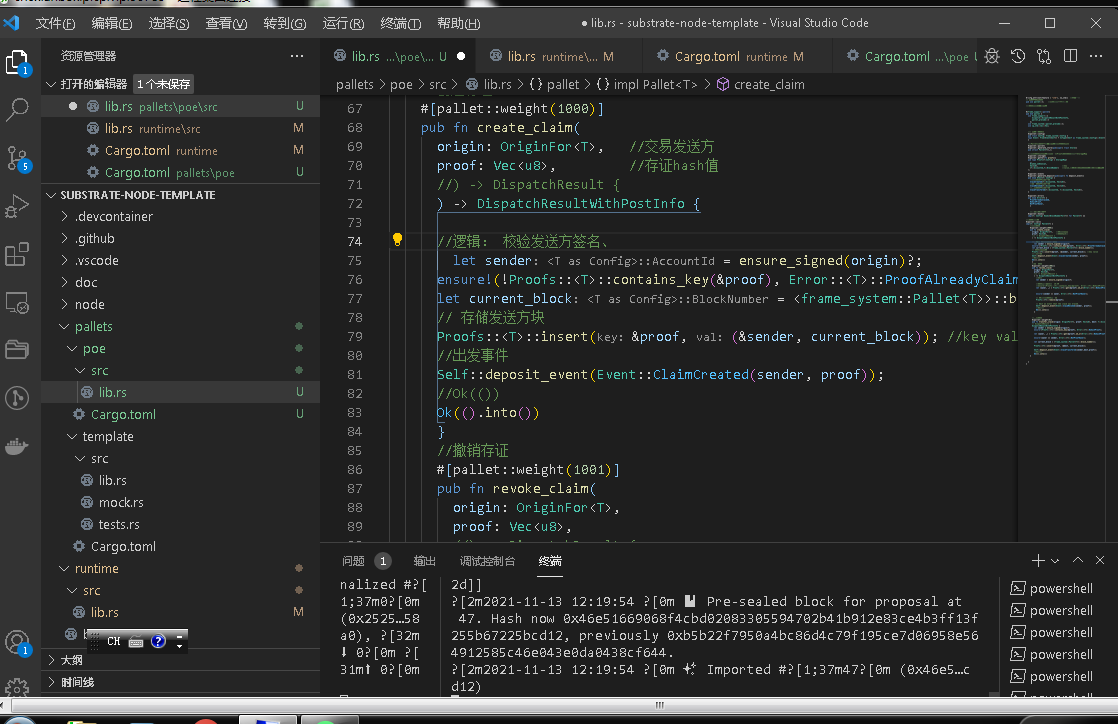 文件(F) 编辑(E) 选择(S) 查看(V) 转到(G) 运行(R) 终端(T) 帮助(H) ● lib.rs - substrate-node-template - Visual Studio Code
资源管理器
lib.rs ...\poe\... U ● lib.rs runtime\... M Cargo.toml runtime M Cargo.toml ...\poe
打开的编辑器 1 个未保存
lib.rs pallets\poe\src U
lib.rs runtime\src M
Cargo.toml runtime M
Cargo.toml pallets\poe U
SUBSTRATE-NODE-TEMPLATE
.devcontainer
.github
.vscode
doc
node
pallets
poe
src
lib.rs U
Cargo.toml U
template
src
lib.rs
mock.rs
tests.rs
Cargo.toml
runtime
src
lib.rs M
CH
大纲
时间线
1
5
1
pallets > poe > src > lib.rs > {} pallet > {} impl Pallet<T> > create_claim
67 #[pallet::weight(1000)]
68 pub fn create_claim(
69 origin: OriginFor<T>, //交易发送方
70 proof: Vec<u8>, //存证hash值
71 //) -> DispatchResult {
72 ) -> DispatchResultWithPostInfo {
73
74 //逻辑： 校验发送方签名、
75 let sender: <T as Config>::AccountId = ensure_signed(origin)?;
76 ensure!(!Proofs::<T>::contains_key(&proof), Error::<T>::ProofAlreadyClaim
77 let current_block: <T as Config>::BlockNumber = <frame_system::Pallet<T>>::b
78 // 存储发送方块
79 Proofs::<T>::insert(key: &proof, val: (&sender, current_block)); //key val
80 //出发事件
81 Self::deposit_event(Event::ClaimCreated(sender, proof));
82 //Ok(())
83 Ok(().into())
84 }
85 //撤销存证
86 #[pallet::weight(1001)]
87 pub fn revoke_claim(
88 origin: OriginFor<T>,
89 proof: Vec<u8>,
问题 1 输出 调试控制台 终端
nalized #?[
1;37m0?[0m
(0x2525…58
a0), ?[32m
⬇ 0?[0m ?[
31m⬆ 0?[0m
2d]]
?[2m2021-11-13 12:19:54 ?[0m Pre-sealed block for proposal at
47. Hash now 0x46e51669068f4cbd02083305594702b41b912e83ce4b3ff13f
255b67225bcd12, previously 0xb5b22f7950a4bc86d4c79f195ce7d06958e56
4912585c46e043e0da0438cf644.
?[2m2021-11-13 12:19:54 ?[0m Imported #?[1;37m47?[0m (0x46e5…c
d12)
powershell
powershell
powershell
powershell
powershell